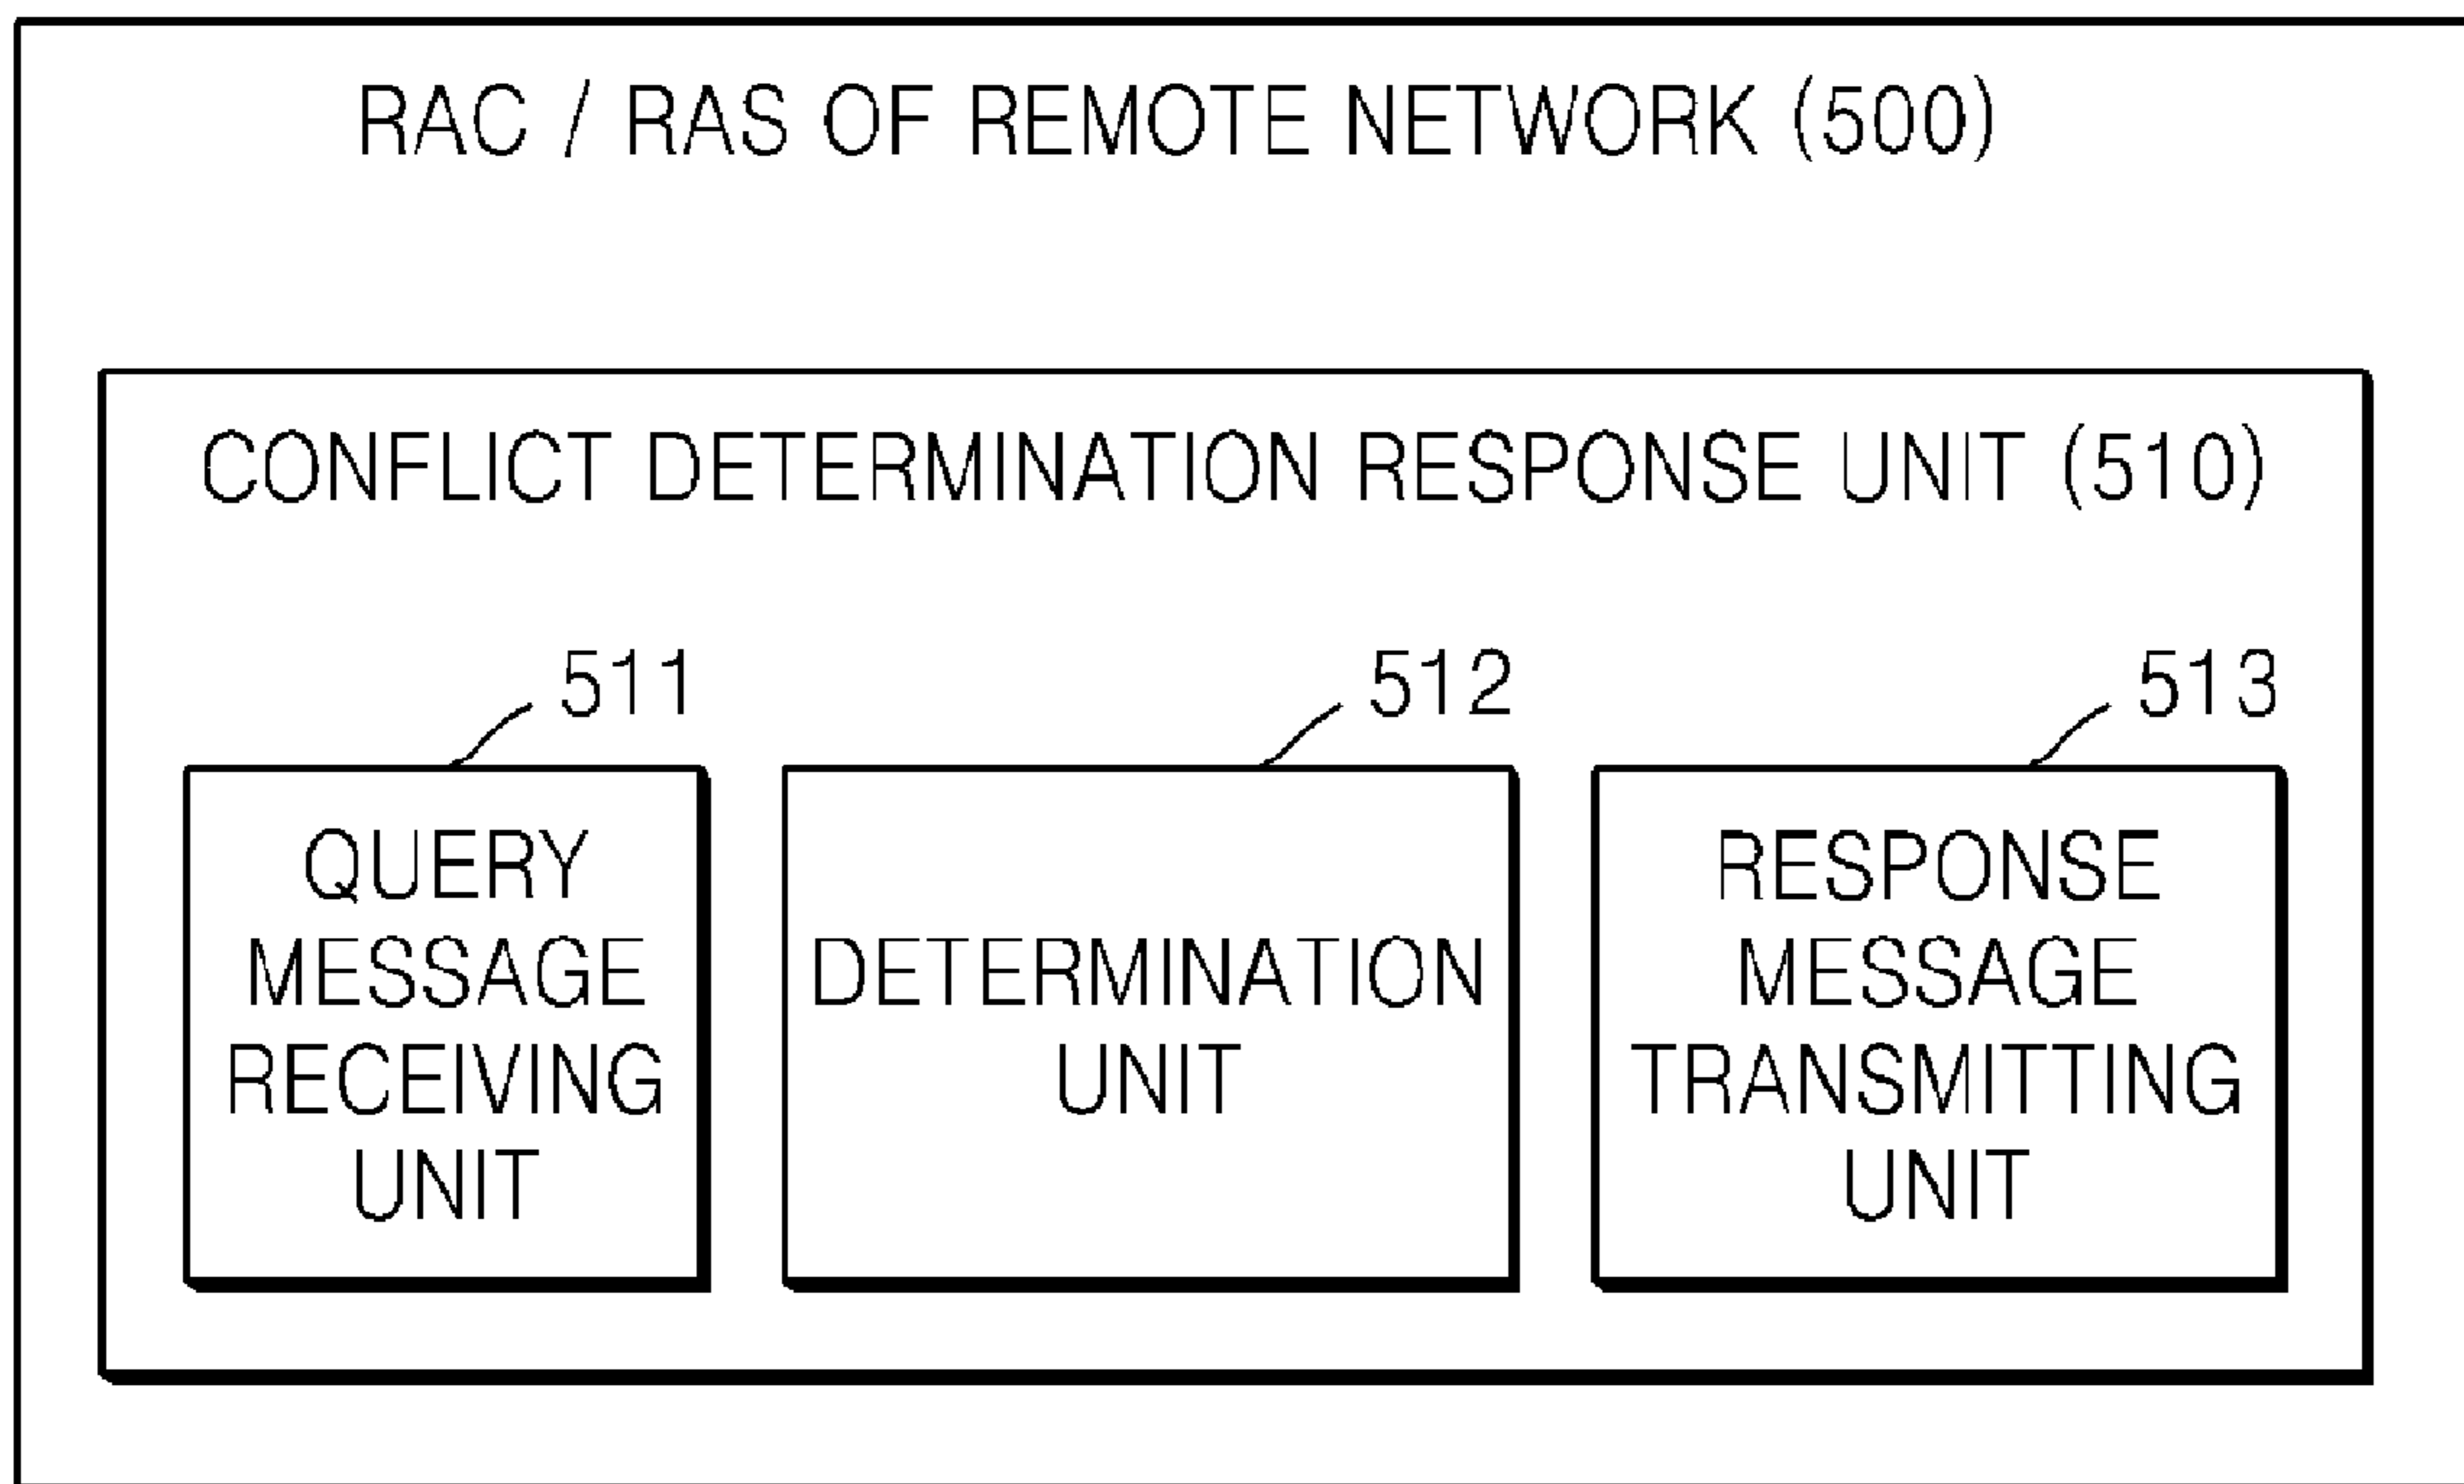 RAC / RAS OF REMOTE NETWORK (500)
CONFLICT DETERMINATION RESPONSE UNIT (510)
511
QUERY
MESSAGE
RECEIVING
UNIT
512
DETERMINATION
UNIT
513
RESPONSE
MESSAGE
TRANSMITTING
UNIT